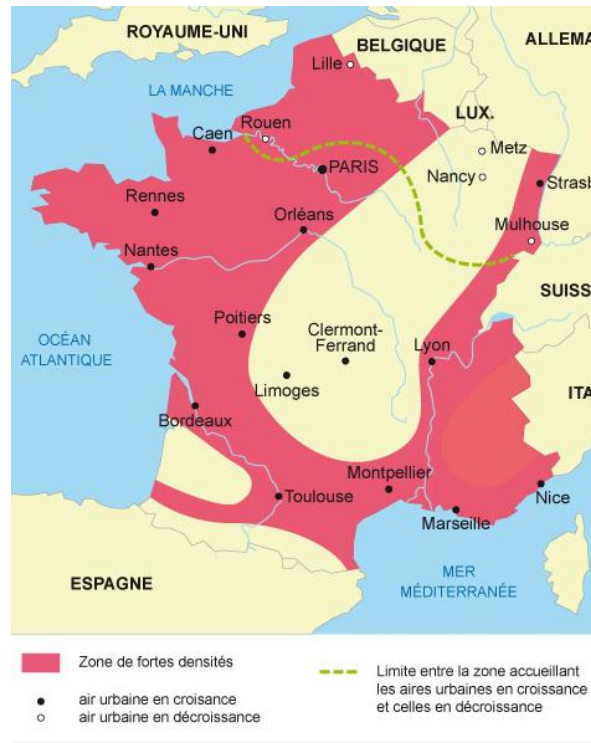 ROYAUME-UNI
BELGIQUE
ALLEMA
Lille
LA MANCHE
LUX.
Rouen
Caen
Metz
PARIS
Nancy
Strasb
Rennes
Orléans
Mulhouse
Nantes
SUISS
Poitiers
OCÉAN
ATLANTIQUE
Clermont-
Ferrand
Lyon
Limoges
ITA
Bordeaux
Montpellier
Toulouse
Nice
Marseille
ESPAGNE
MER
MÉDITERRANÉE
Zone de fortes densités
air urbaine en croisance
air urbaine en décroissance
Limite entre la zone accueillant
les aires urbaines en croissance
et celles en décroissance